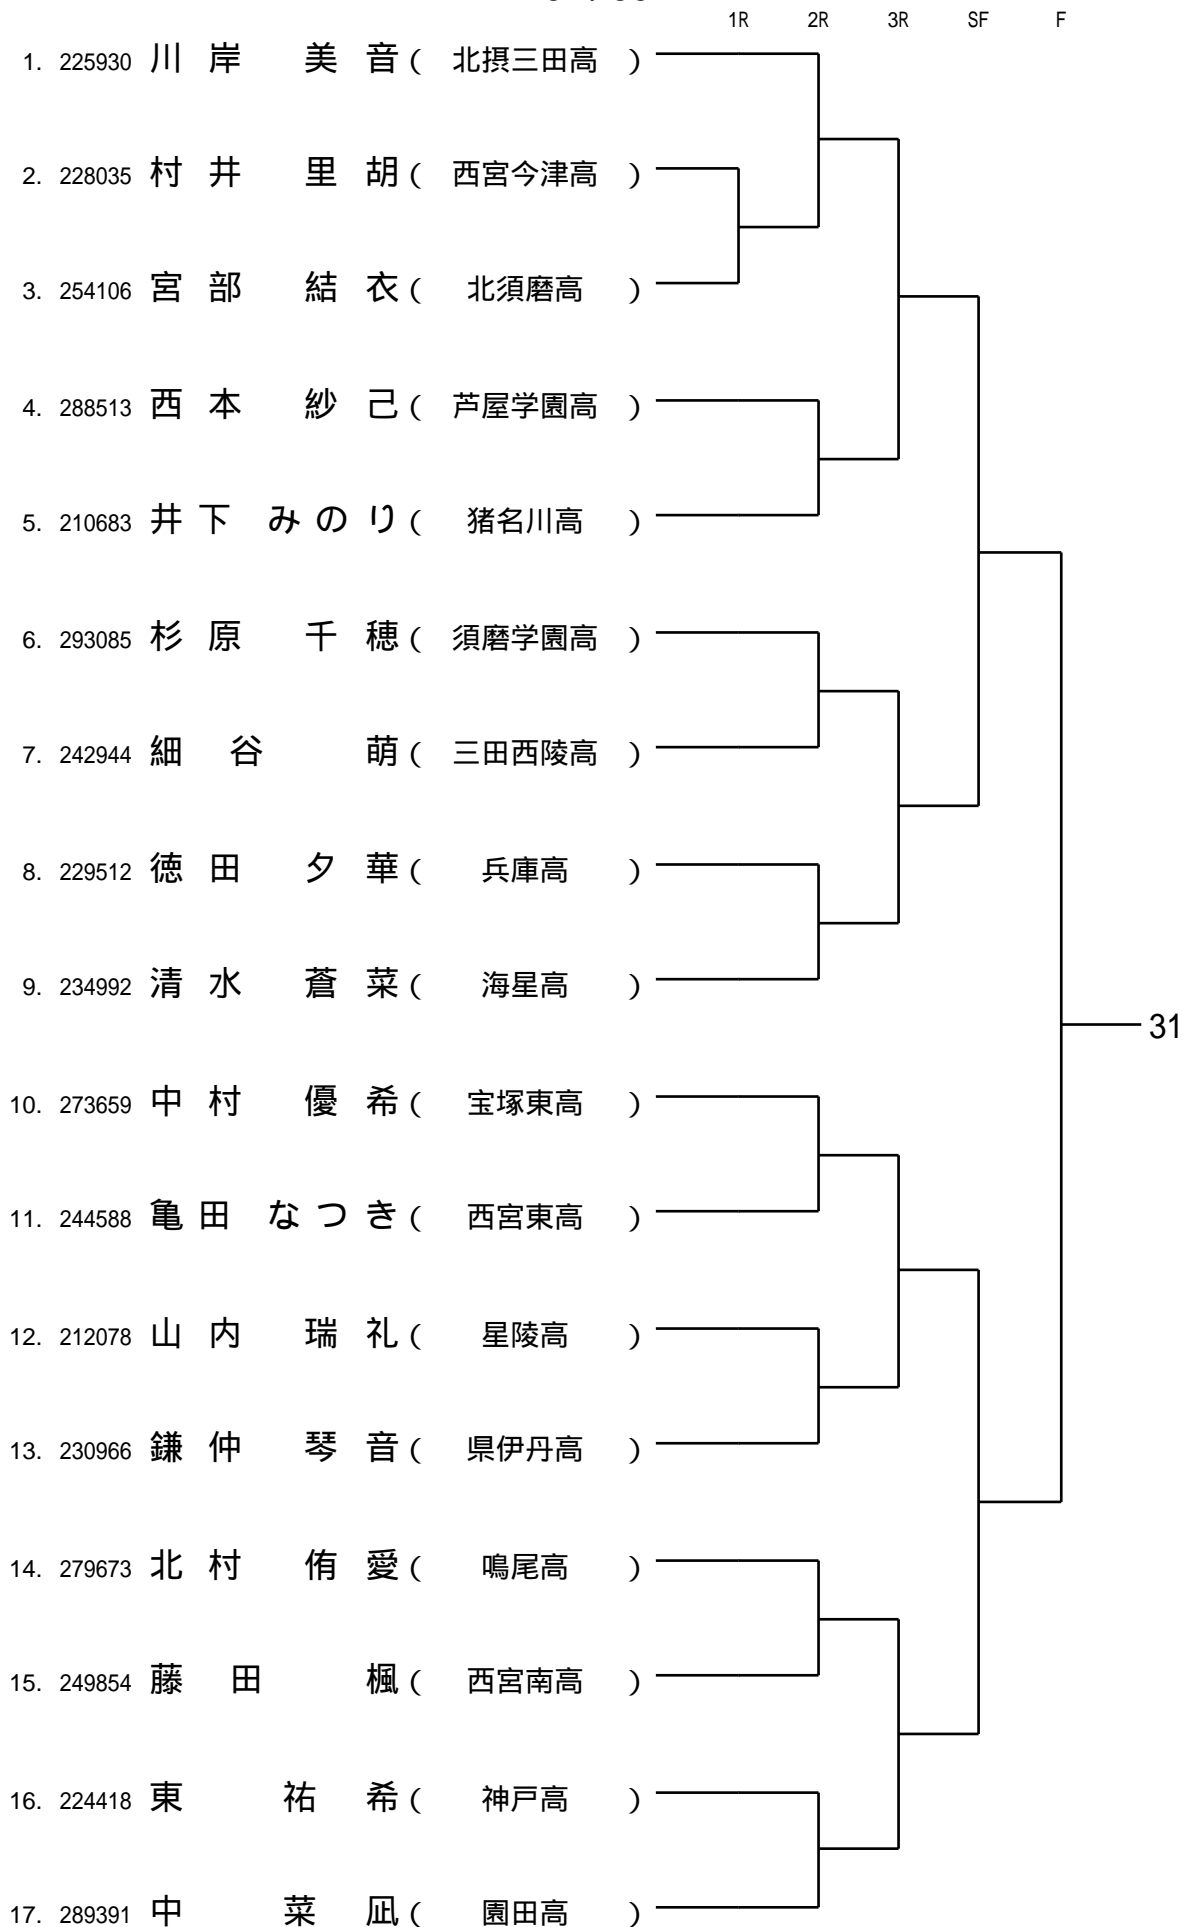 1R 2R 3R SF F
1. 225930 川岸 美音 ( 北摂三田高 )
2. 228035 村井 里胡 ( 西宮今津高 )
3. 254106 宮部 結衣 ( 北須磨高 )
4. 288513 西本 紗己 ( 芦屋学園高 )
5. 210683 井下 みのり ( 猪名川高 )
6. 293085 杉原 千穂 ( 須磨学園高 )
7. 242944 細谷 萌 ( 三田西陵高 )
8. 229512 徳田 夕華 ( 兵庫高 )
9. 234992 清水 蒼菜 ( 海星高 )
31
10. 273659 中村 優希 ( 宝塚東高 )
11. 244588 亀田 なつき ( 西宮東高 )
12. 212078 山内 瑞礼 ( 星陵高 )
13. 230966 鎌仲 琴音 ( 県伊丹高 )
14. 279673 北村 侑愛 ( 鳴尾高 )
15. 249854 藤田 楓 ( 西宮南高 )
16. 224418 東 祐希 ( 神戸高 )
17. 289391 中 菜凪 ( 園田高 )